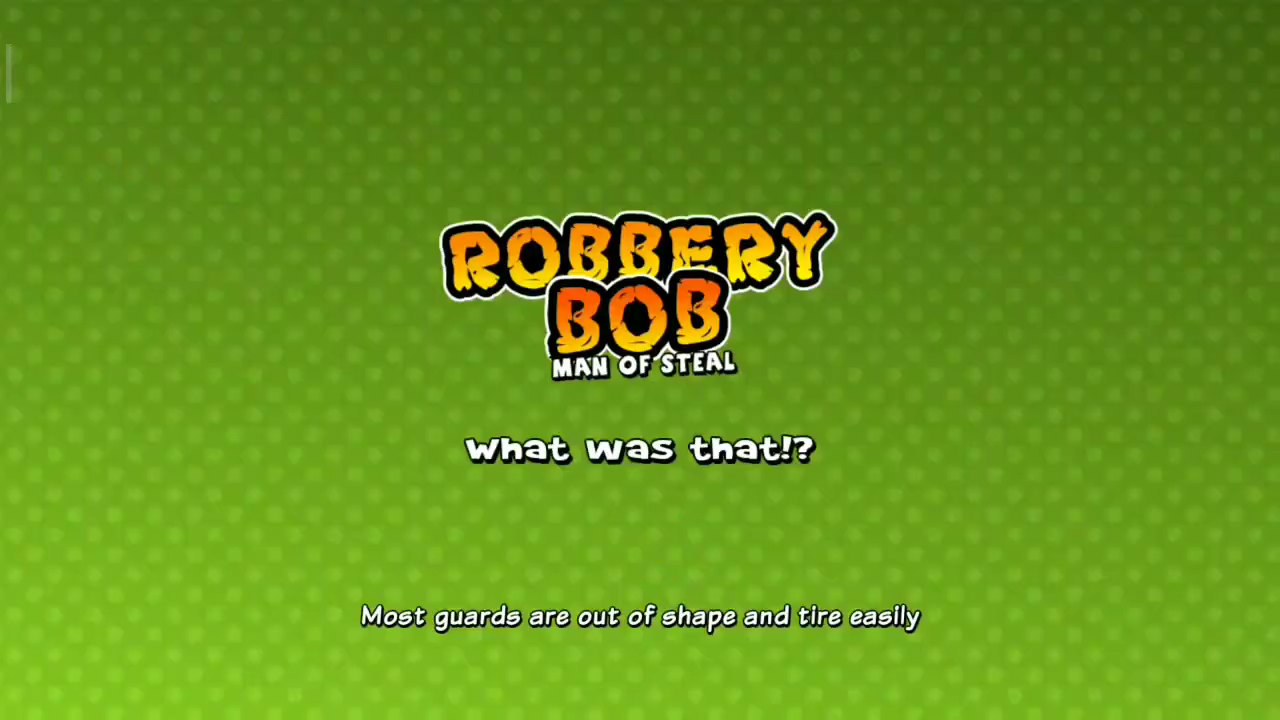 ROBBERY
BOB
MAN OF STEAL
What was that!?
Most guards are out of shape and tire easily